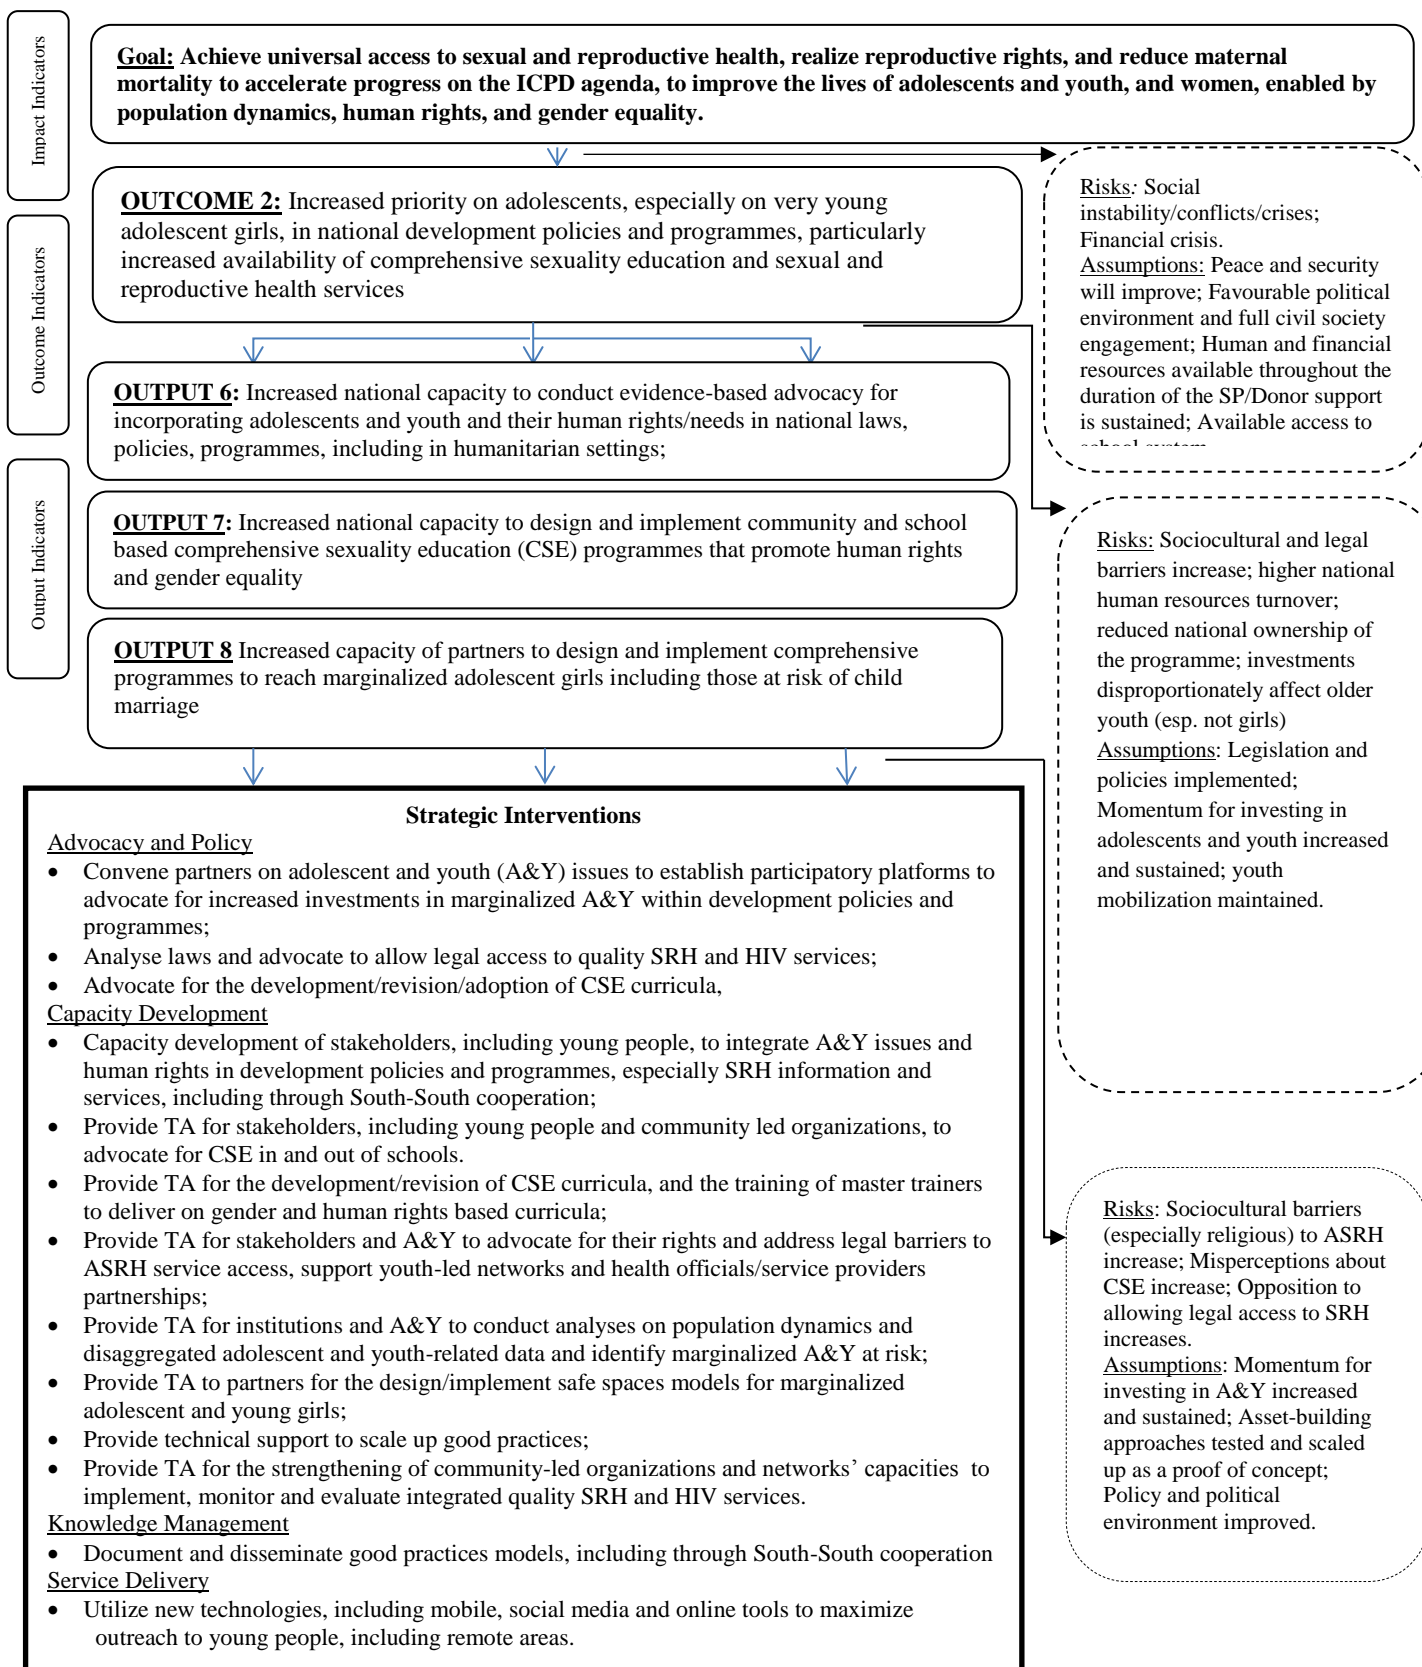 Impact Indicators
Goal: Achieve universal access to sexual and reproductive health, realize reproductive rights, and reduce maternal
mortality to accelerate progress on the ICPD agenda, to improve the lives of adolescents and youth, and women, enabled by
population dynamics, human rights, and gender equality.
Outcome Indicators
OUTCOME 2: Increased priority on adolescents, especially on very young
adolescent girls, in national development policies and programmes, particularly
increased availability of comprehensive sexuality education and sexual and
reproductive health services
Risks: Social
instability/conflicts/crises;
Financial crisis.
Assumptions: Peace and security
will improve; Favourable political
environment and full civil society
engagement; Human and financial
resources available throughout the
duration of the SP/Donor support
is sustained; Available access to
Output Indicators
OUTPUT 6: Increased national capacity to conduct evidence-based advocacy for
incorporating adolescents and youth and their human rights/needs in national laws,
policies, programmes, including in humanitarian settings;
OUTPUT 7: Increased national capacity to design and implement community and school
based comprehensive sexuality education (CSE) programmes that promote human rights
and gender equality
OUTPUT 8 Increased capacity of partners to design and implement comprehensive
programmes to reach marginalized adolescent girls including those at risk of child
marriage
Risks: Sociocultural and legal
barriers increase; higher national
human resources turnover;
reduced national ownership of
the programme; investments
disproportionately affect older
youth (esp. not girls)
Assumptions: Legislation and
policies implemented;
Momentum for investing in
adolescents and youth increased
and sustained; youth
mobilization maintained.
Strategic Interventions
Advocacy and Policy
• Convene partners on adolescent and youth (A&Y) issues to establish participatory platforms to
advocate for increased investments in marginalized A&Y within development policies and
programmes;
• Analyse laws and advocate to allow legal access to quality SRH and HIV services;
• Advocate for the development/revision/adoption of CSE curricula,
Capacity Development
• Capacity development of stakeholders, including young people, to integrate A&Y issues and
human rights in development policies and programmes, especially SRH information and
services, including through South-South cooperation;
• Provide TA for stakeholders, including young people and community led organizations, to
advocate for CSE in and out of schools.
• Provide TA for the development/revision of CSE curricula, and the training of master trainers
to deliver on gender and human rights based curricula;
• Provide TA for stakeholders and A&Y to advocate for their rights and address legal barriers to
ASRH service access, support youth-led networks and health officials/service providers
partnerships;
• Provide TA for institutions and A&Y to conduct analyses on population dynamics and
disaggregated adolescent and youth-related data and identify marginalized A&Y at risk;
• Provide TA to partners for the design/implement safe spaces models for marginalized
adolescent and young girls;
• Provide technical support to scale up good practices;
• Provide TA for the strengthening of community-led organizations and networks’ capacities to
implement, monitor and evaluate integrated quality SRH and HIV services.
Knowledge Management
• Document and disseminate good practices models, including through South-South cooperation
Service Delivery
• Utilize new technologies, including mobile, social media and online tools to maximize
outreach to young people, including remote areas.
Risks: Sociocultural barriers
(especially religious) to ASRH
increase; Misperceptions about
CSE increase; Opposition to
allowing legal access to SRH
increases.
Assumptions: Momentum for
investing in A&Y increased
and sustained; Asset-building
approaches tested and scaled
up as a proof of concept;
Policy and political
environment improved.